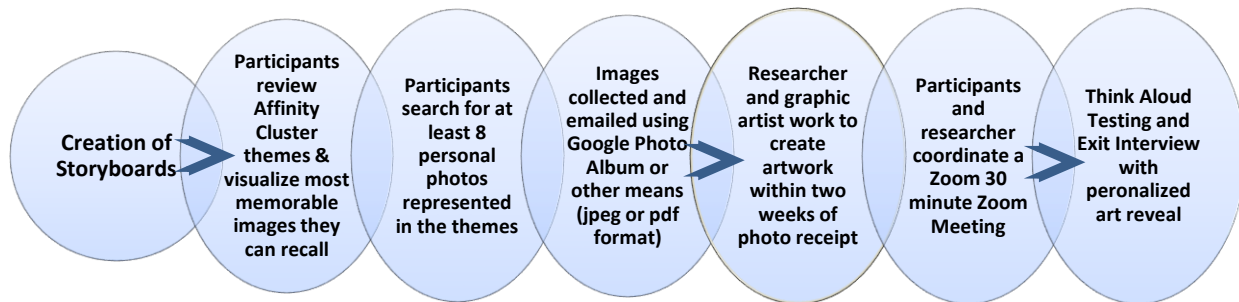 Creation of
Storyboards
Participants
review
Affinity
Cluster
themes &
visualize most
memorable
images they
can recall
Participants
search for at
least 8
personal
photos
represented
in the themes
Images
collected and
emailed using
Google Photo
Album or
other means
(jpeg or pdf
format)
Researcher
and graphic
artist work to
create
artwork
within two
weeks of
photo receipt
Participants
and
researcher
coordinate a
Zoom 30
minute Zoom
Meeting
Think Aloud
Testing and
Exit Interview
with
peronalized
art reveal